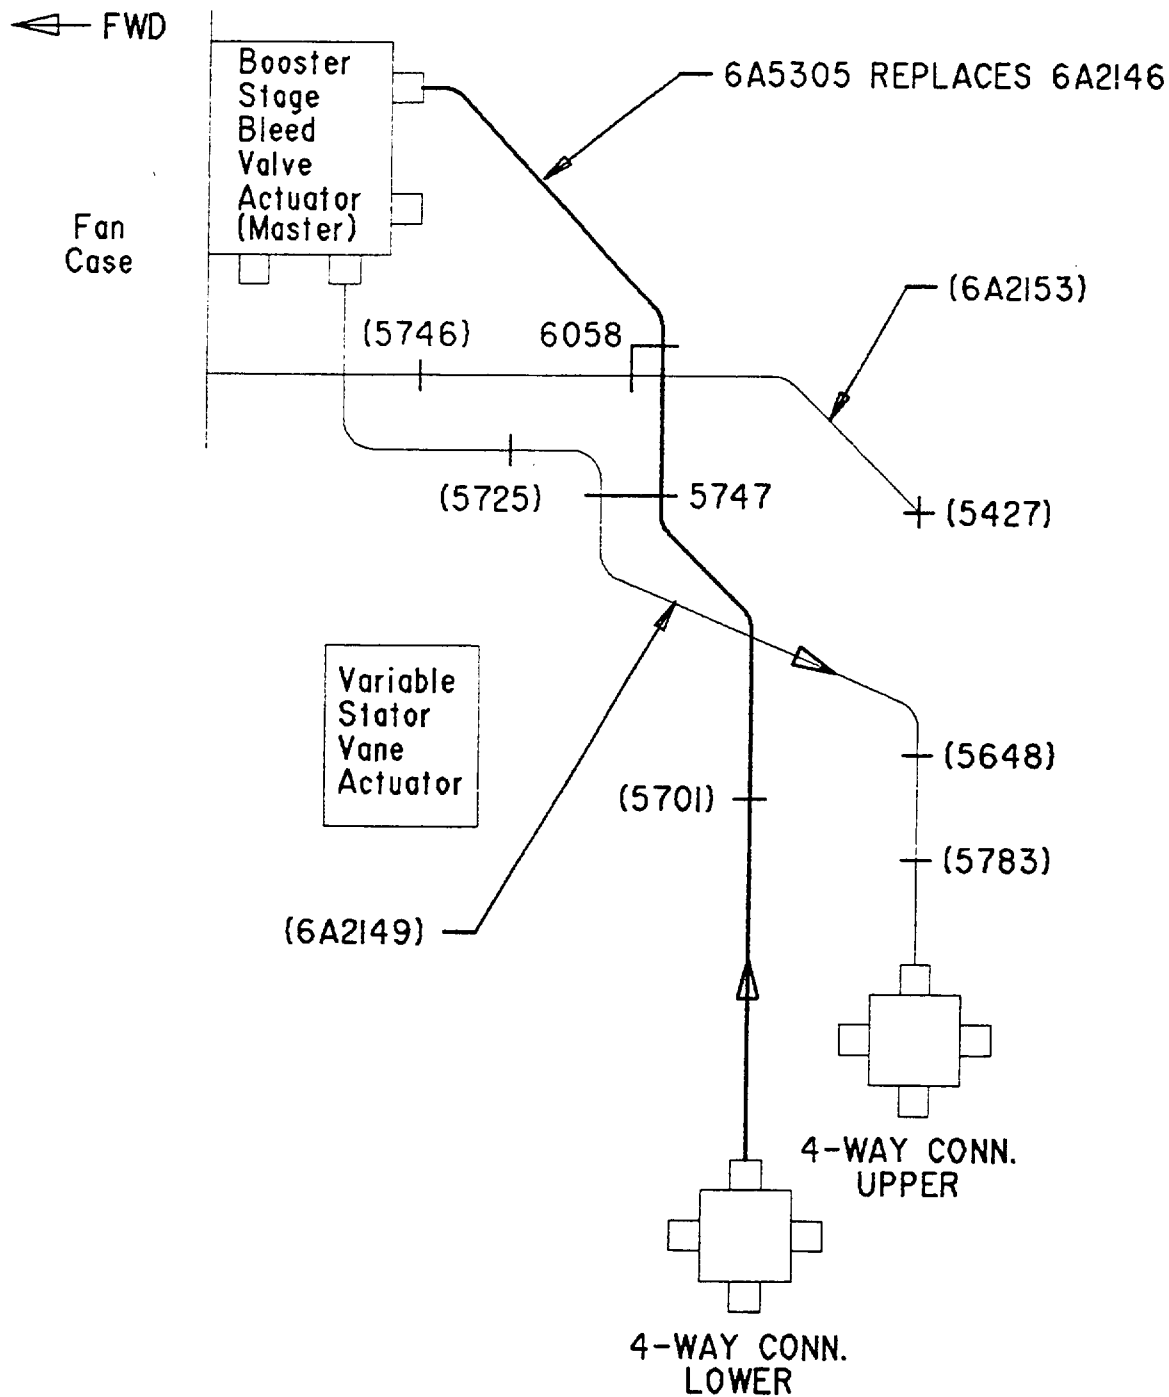 FWD
Booster
Stage
Bleed
Valve
Actuator
(Master)
6A5305 REPLACES 6A2146
Fan
Case
(6A2153)
(5746)
6058
(5725)
5747
(5427)
Variable
Stator
Vane
Actuator
(5648)
(5701)
(5783)
(6A2149)
4-WAY CONN.
UPPER
4-WAY CONN.
LOWER